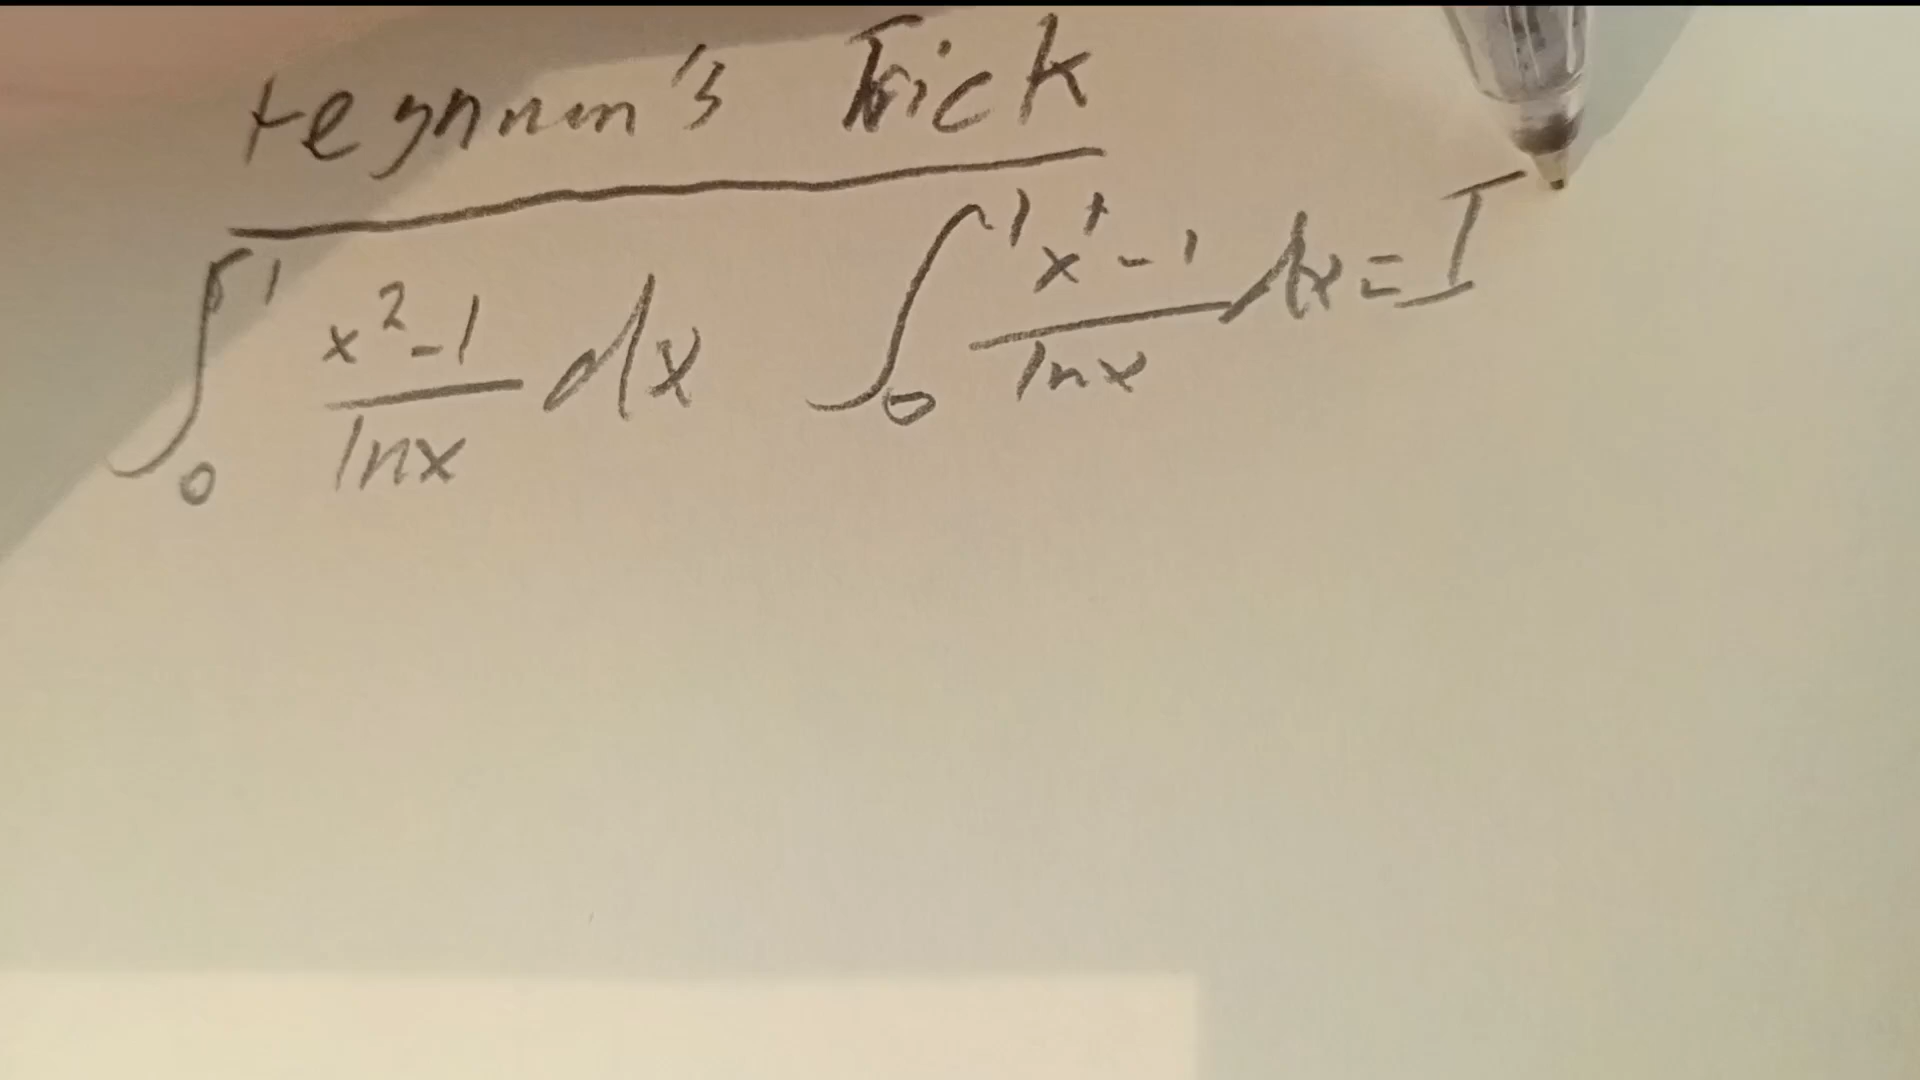 Feynman's Trick
∫₀¹ x²-1/lnx dx ∫₀¹ xᵗ-1/lnx dx = I